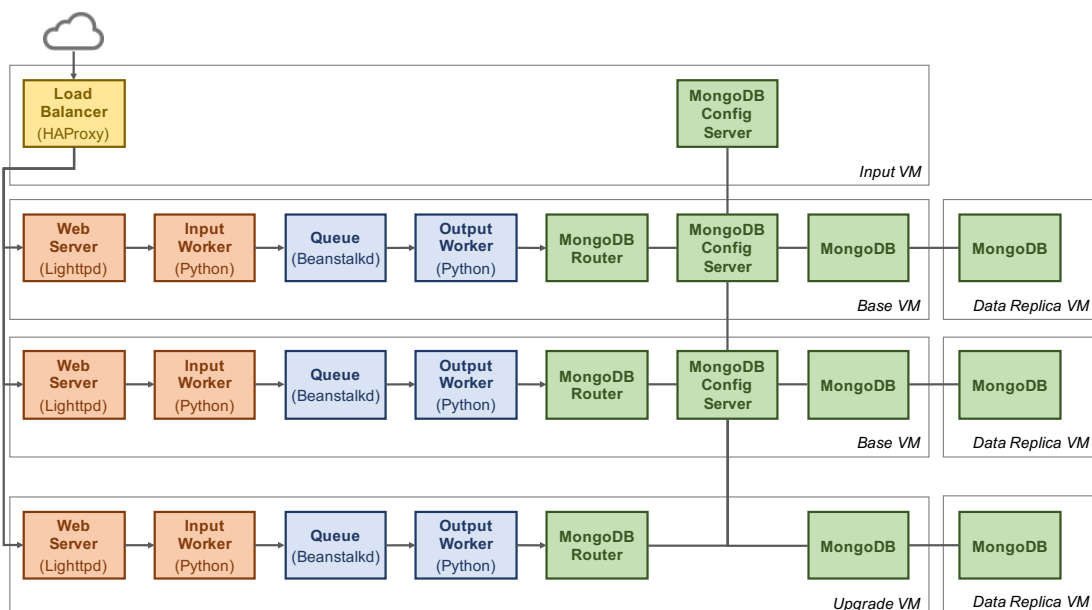 Load
Balancer
(HAProxy)
MongoDB
Config
Server
Input VM
Web
Server
(Lighttpd)
Input
Worker
(Python)
Queue
(Beanstalkd)
Output
Worker
(Python)
MongoDB
Router
MongoDB
Config
Server
MongoDB
MongoDB
Base VM
Data Replica VM
Web
Server
(Lighttpd)
Input
Worker
(Python)
Queue
(Beanstalkd)
Output
Worker
(Python)
MongoDB
Router
MongoDB
Config
Server
MongoDB
MongoDB
Base VM
Data Replica VM
Web
Server
(Lighttpd)
Input
Worker
(Python)
Queue
(Beanstalkd)
Output
Worker
(Python)
MongoDB
Router
MongoDB
MongoDB
Upgrade VM
Data Replica VM